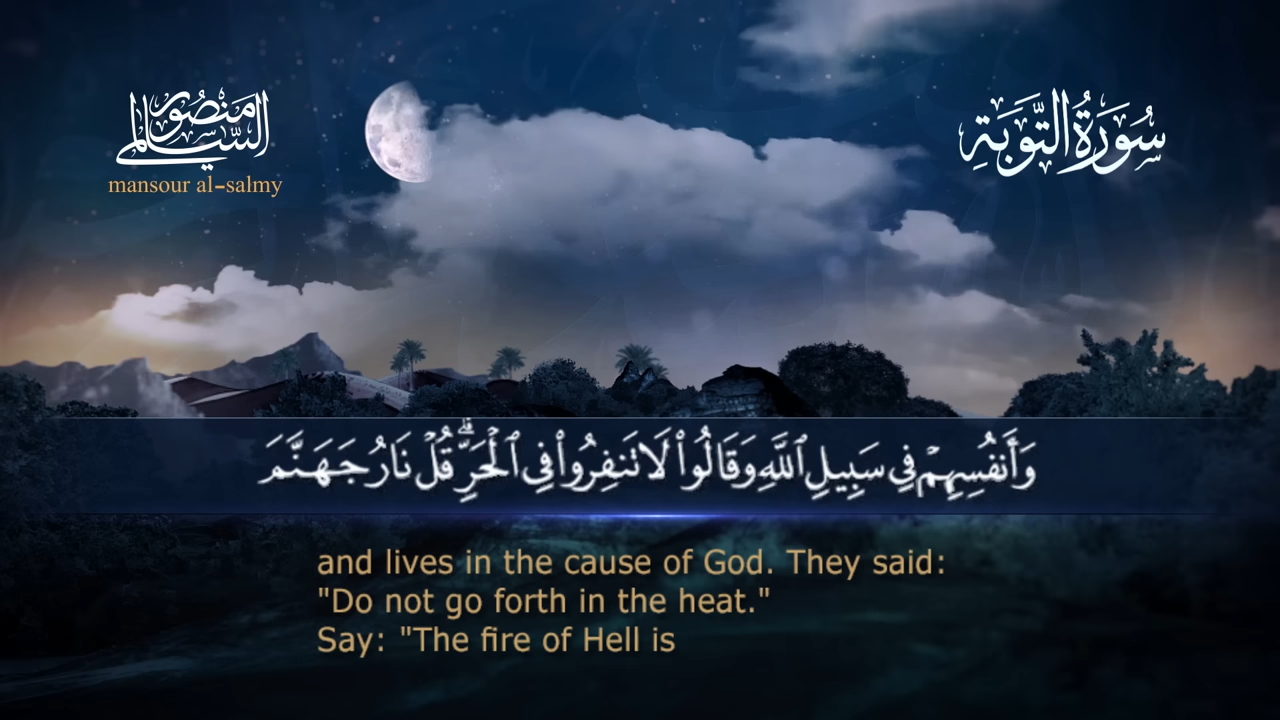 منصور السالمي
mansour al-salmy
سُورَةُ التَّوْبَةِ
وَأَنفُسِهِمْ فِي سَبِيلِ ٱللَّهِ وَقَالُوا۟ لَا تَنفِرُوا۟ فِي ٱلْحَرِّ ۗ قُلْ نَارُ جَهَنَّمَ
and lives in the cause of God. They said:
"Do not go forth in the heat."
Say: "The fire of Hell is